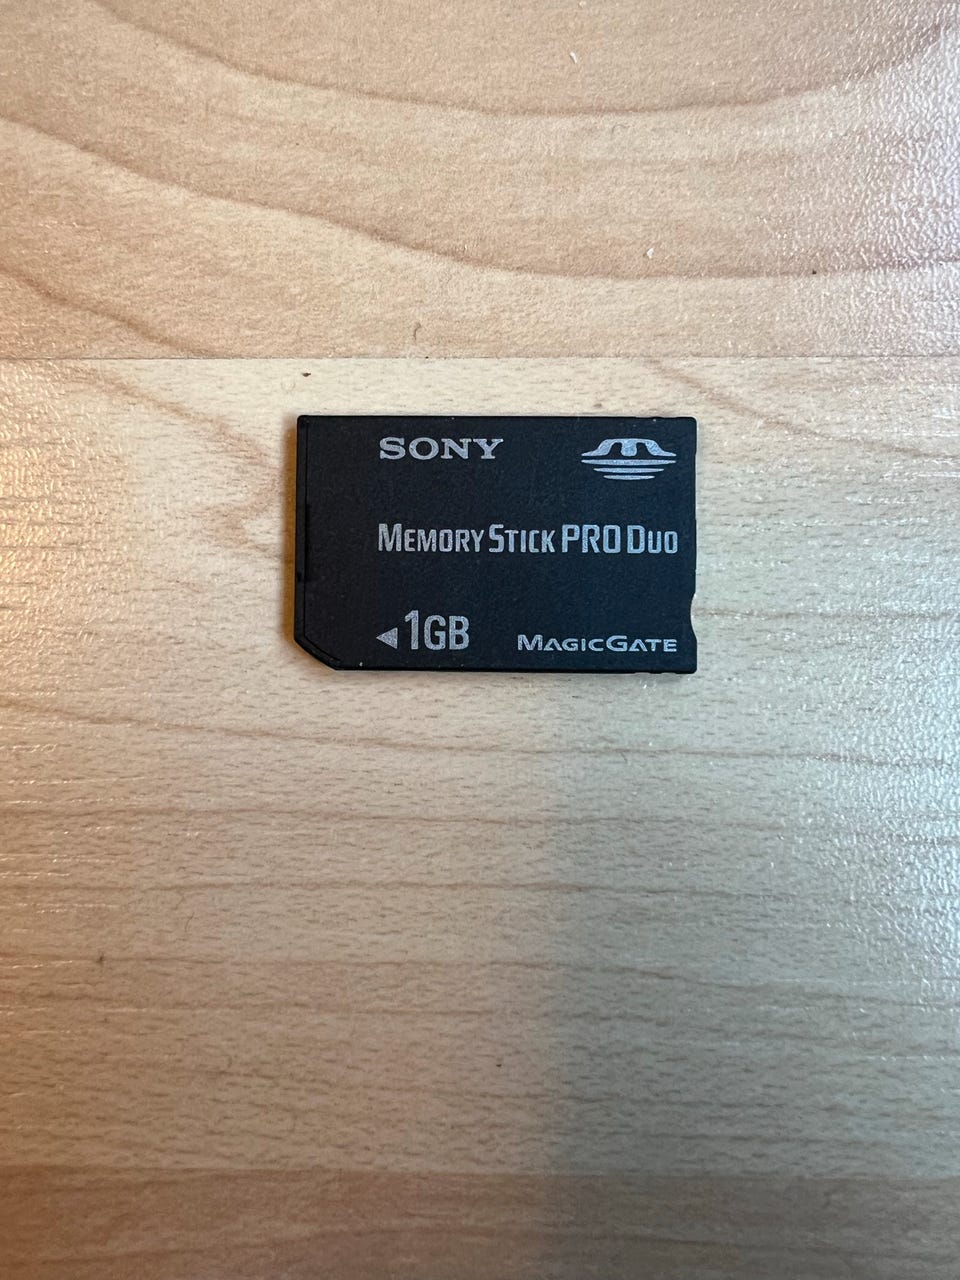 SONY
MEMORY STICK PRO DUO
◀1GB MAGICGATE